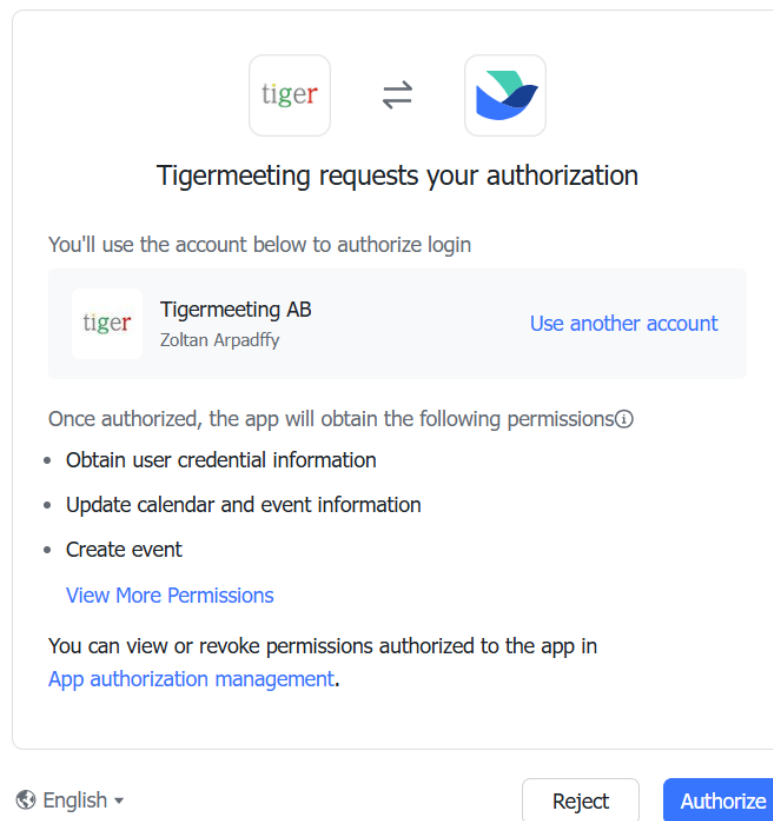 tiger
Tigermeeting requests your authorization
You'll use the account below to authorize login
tiger
Tigermeeting AB
Zoltan Arpadffy
Use another account
Once authorized, the app will obtain the following permissions
• Obtain user credential information
• Update calendar and event information
• Create event
View More Permissions
You can view or revoke permissions authorized to the app in
App authorization management.
English
Reject
Authorize